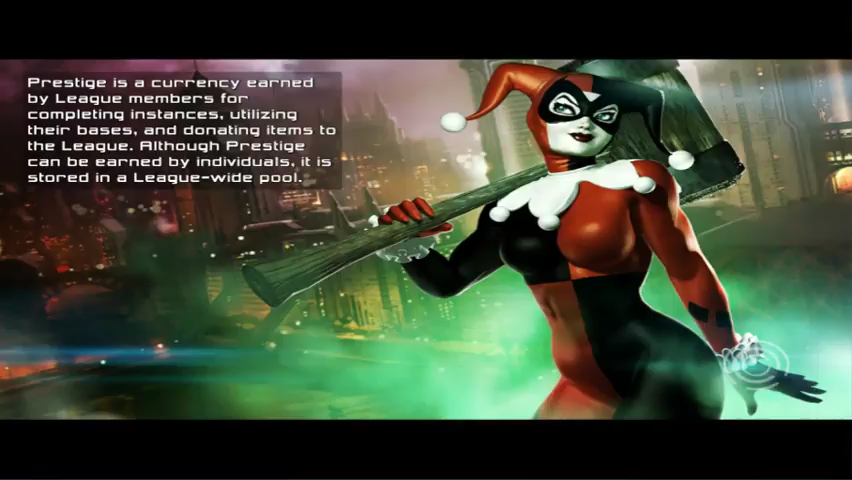 Prestige is a currency earned
by League members for
completing instances, utilizing
their bases, and donating items to
the League. Although Prestige
can be earned by individuals, it is
stored in a League-wide pool.